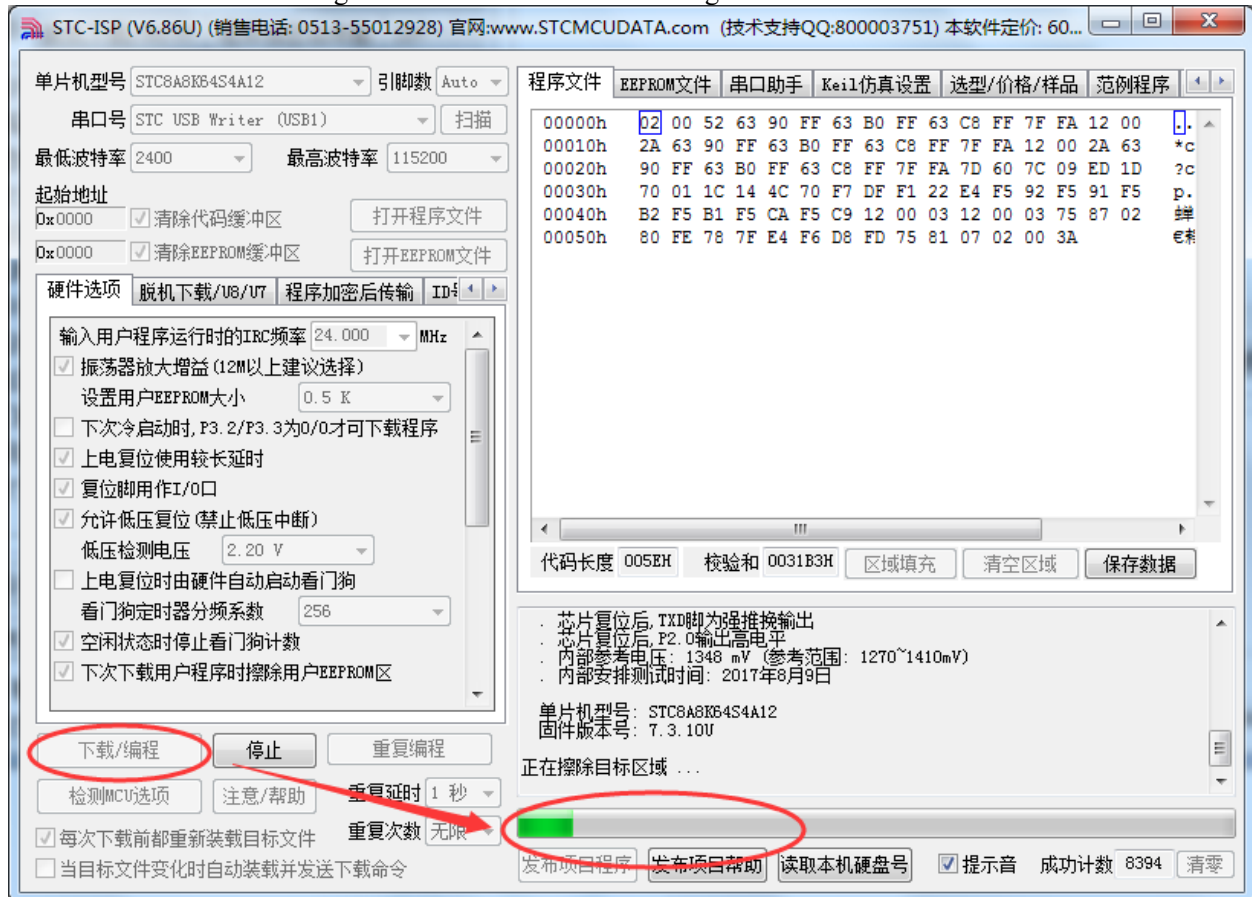 STC-ISP (V6.86U) (销售电话: 0513-55012928) 官网:www.STCMCUDATA.com (技术支持QQ:800003751) 本软件定价: 60...
单片机型号 STC8A8K64S4A12 引脚数 Auto
串口号 STC USB Writer (USB1) 扫描
最低波特率 2400 最高波特率 115200
起始地址
0x0000 清除代码缓冲区 打开程序文件
0x0000 清除EEPROM缓冲区 打开EEPROM文件
硬件选项 脱机下载/U8/U7 程序加密后传输
输入用户程序运行时的IRC频率 24.000 MHz
振荡器放大增益(12M以上建议选择)
设置用户EEPROM大小 0.5 K
下次冷启动时,P3.2/P3.3为0/0才可下载程序
上电复位使用较长延时
复位脚用作I/O口
允许低压复位(禁止低压中断)
低压检测电压 2.20 V
上电复位时由硬件自动启动看门狗
看门狗定时器分频系数 256
空闲状态时停止看门狗计数
下次下载用户程序时擦除用户EEPROM区
下载/编程 停止 重复编程
检测MCU选项 注意/帮助 重复延时 1 秒
每次下载前都重新装载目标文件 重复次数 无限
当目标文件变化时自动装载并发送下载命令
程序文件 EEPROM文件 串口助手 Keil仿真设置 选型/价格/样品 范例程序
00000h 02 00 52 63 90 FF 63 B0 FF 63 C8 FF 7F FA 12 00 ..
00010h 2A 63 90 FF 63 B0 FF 63 C8 FF 7F FA 12 00 2A 63 *c
00020h 90 FF 63 B0 FF 63 C8 FF 7F FA 7D 60 7C 09 ED 1D ?c
00030h 70 01 1C 14 4C 70 F7 DF F1 22 E4 F5 92 F5 91 F5 p.
00040h B2 F5 B1 F5 CA F5 C9 12 00 03 12 00 03 75 87 02
00050h 80 FE 78 7F E4 F6 D8 FD 75 81 07 02 00 3A
代码长度 005EH 校验和 0031B3H 区域填充 清空区域 保存数据
. 芯片复位后,TXD脚为强推挽输出
. 芯片复位后,P2.0输出高电平
. 内部参考电压: 1348 mV (参考范围: 1270~1410mV)
. 内部安排测试时间: 2017年8月9日
单片机型号: STC8A8K64S4A12
固件版本号: 7.3.10U
正在擦除目标区域 ...
发布项目程序 发布项目帮助 读取本机硬盘号 提示音 成功计数 8394 清零